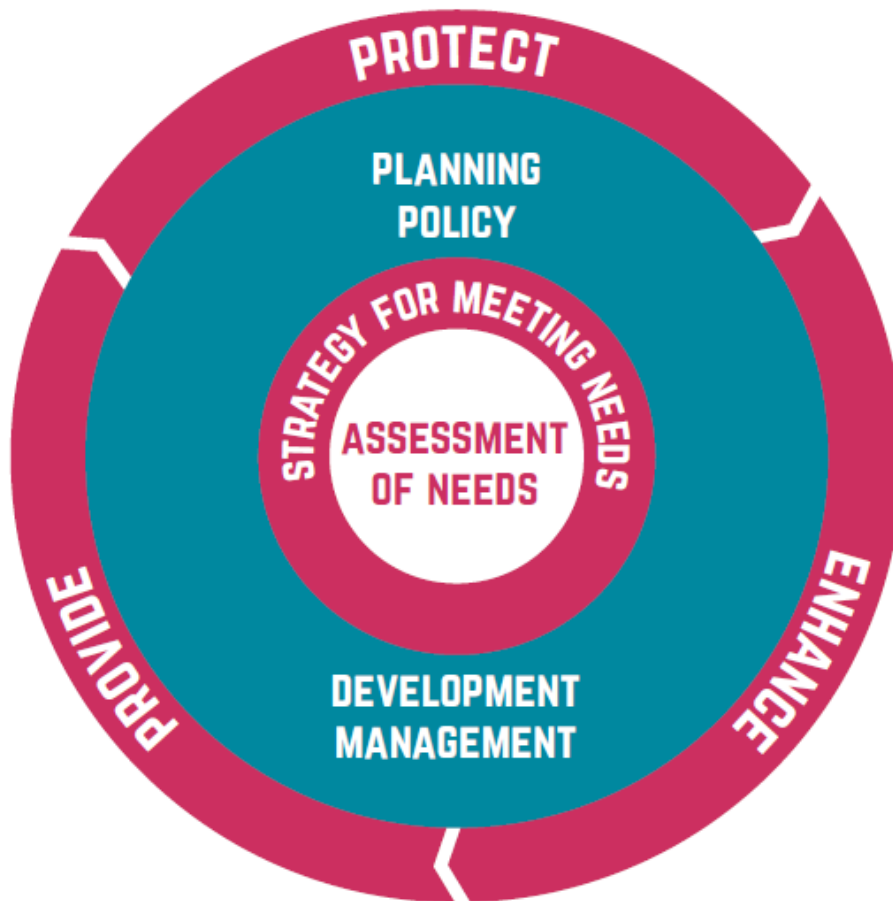 PROTECT
PLANNING
POLICY
STRATEGY FOR MEETING NEEDS
ASSESSMENT
OF NEEDS
PROVIDE
ENHANCE
DEVELOPMENT
MANAGEMENT